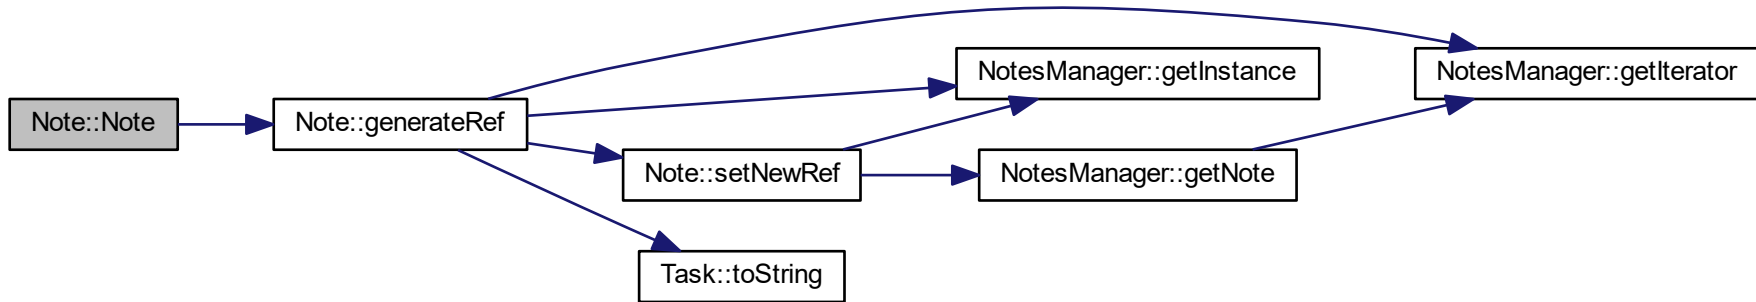 Note::Note
Note::generateRef
NotesManager::getInstance
NotesManager::getIterator
Note::setNewRef
NotesManager::getNote
Task::toString